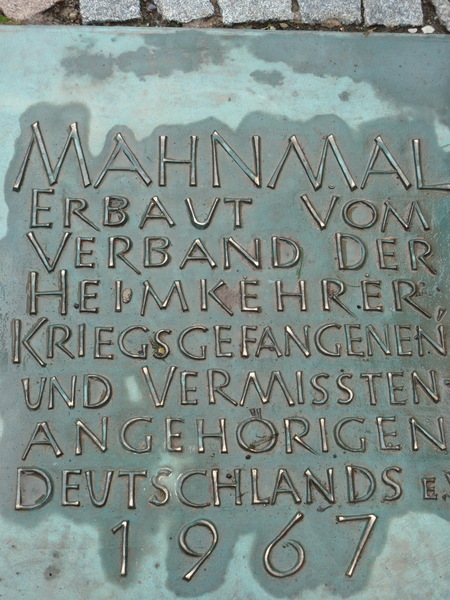 MAHNMAL
ERBAUT VOM
VERBAND DER
HEIMKEHRER,
KRIEGSGEFANGENEN,
UND VERMISSTEN-
ANGEHÖRIGEN
DEUTSCHLANDS E.V.
1967